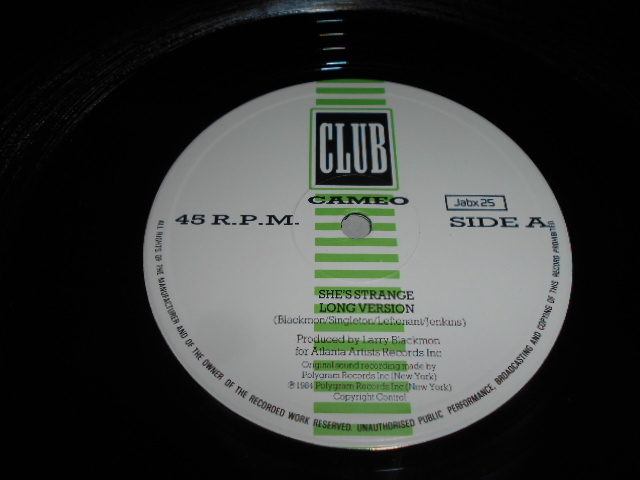 CLUB
CAMEO
Jabx 25
45 R.P.M.
SIDE A
SHE'S STRANGE
LONG VERSION
(Blackmon/Singleton/Leftenant/Jenkins)
Produced by Larry Blackmon
for Atlanta Artists Records Inc
Original sound recording made by
Polygram Records Inc (New York)
℗ 1984 Polygram Records Inc (New York)
Copyright Control
ALL RIGHTS OF THE MANUFACTURER AND OF THE OWNER OF THE RECORDED WORK RESERVED. UNAUTHORISED PUBLIC PERFORMANCE, BROADCASTING AND COPYING OF THIS RECORD PROHIBITED